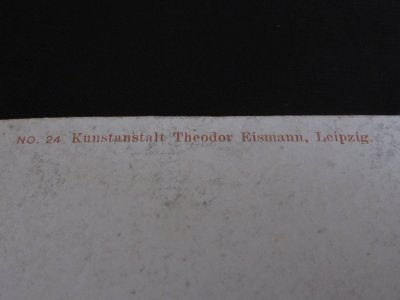 NO. 24 Kunstanstalt Theodor Eismann, Leipzig.